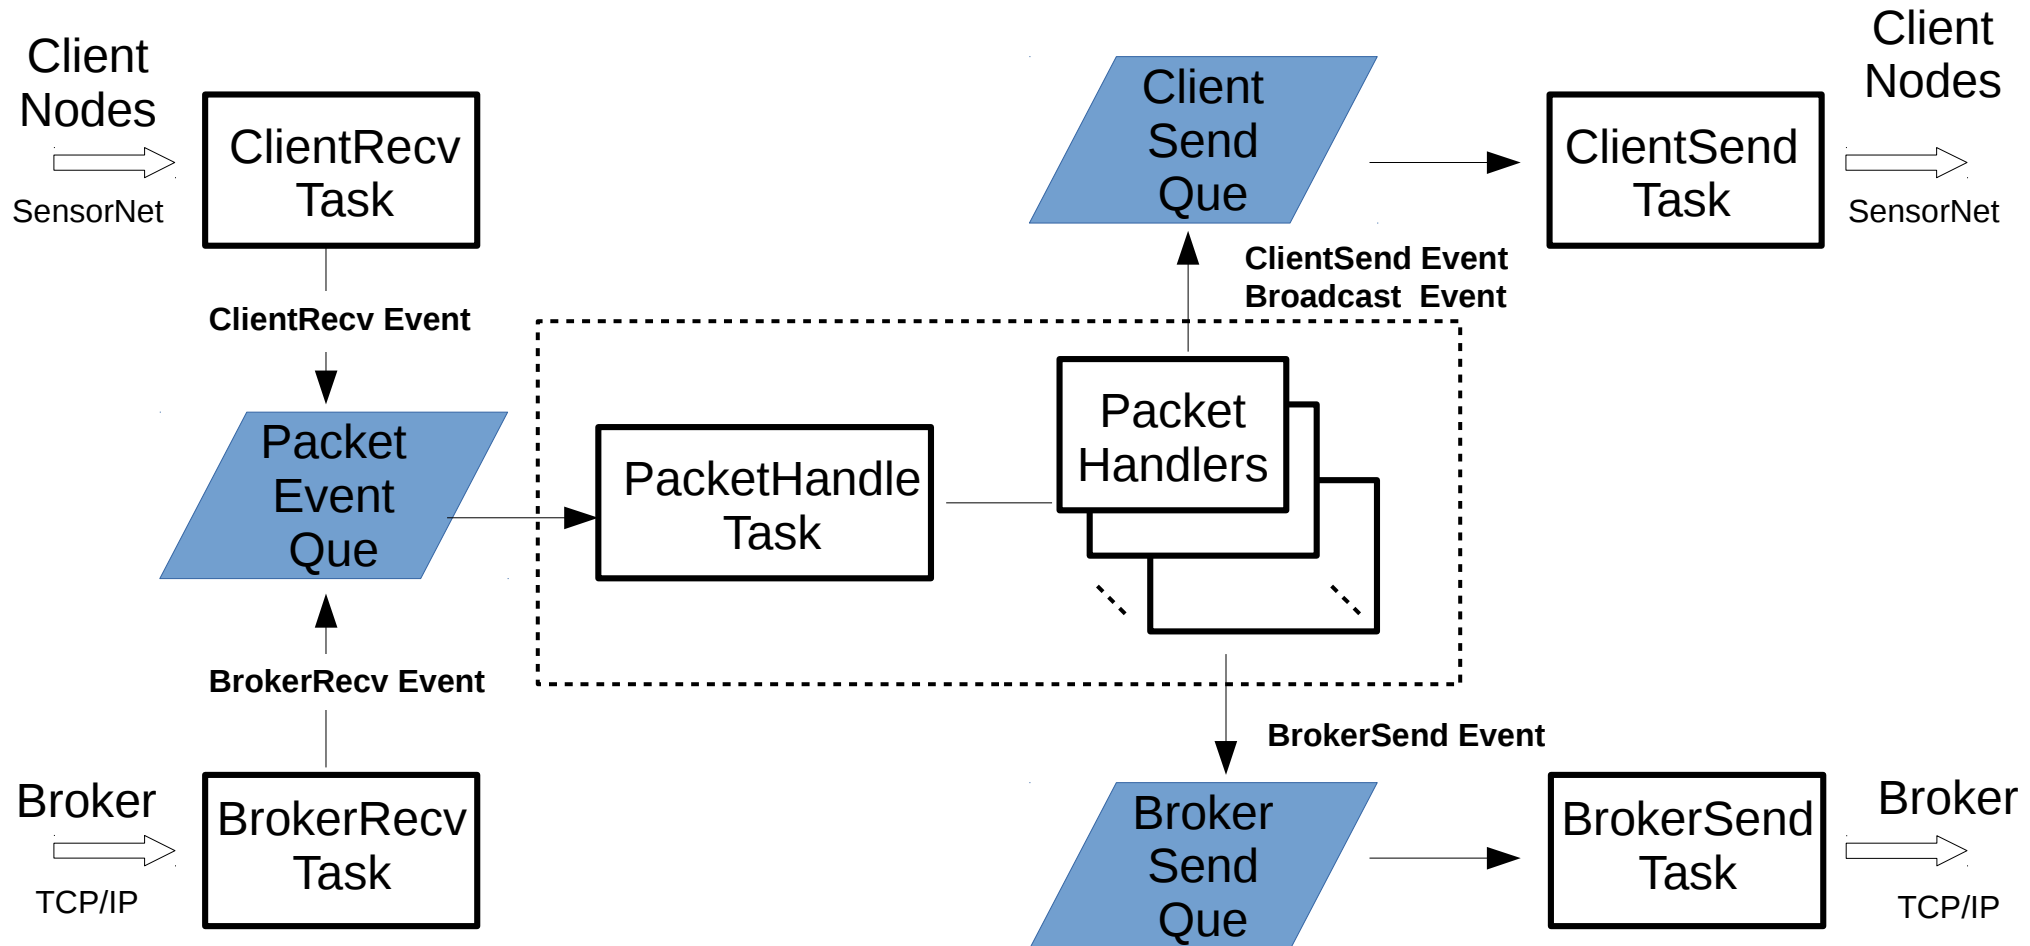 Client
Nodes
SensorNet
ClientRecv
Task
ClientRecv Event
Packet
Event
Que
BrokerRecv Event
Broker
TCP/IP
BrokerRecv
Task
PacketHandle
Task
Packet
Handlers
Client
Send
Que
ClientSend Event
Broadcast  Event
ClientSend
Task
Client
Nodes
SensorNet
BrokerSend Event
Broker
Send
Que
BrokerSend
Task
Broker
TCP/IP